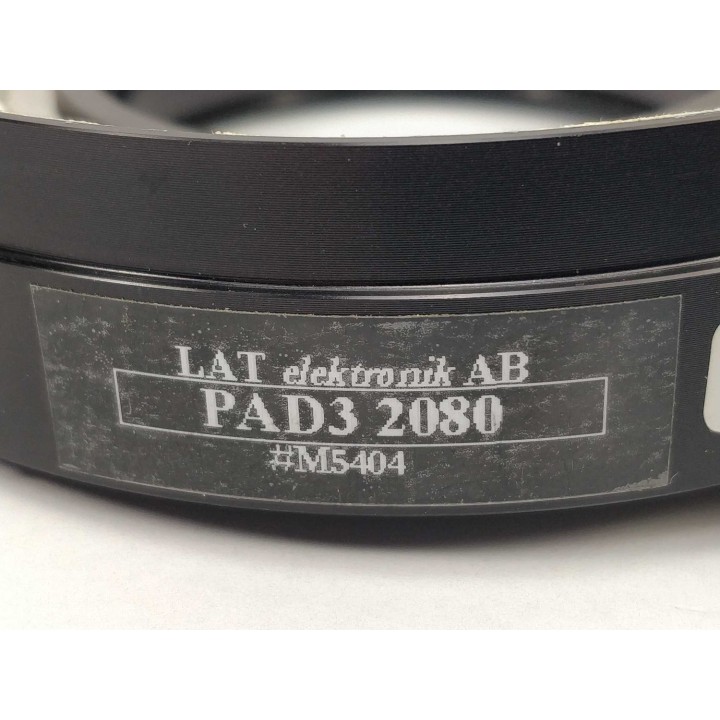 LAT elektronik AB
PAD3 2080
#M5404